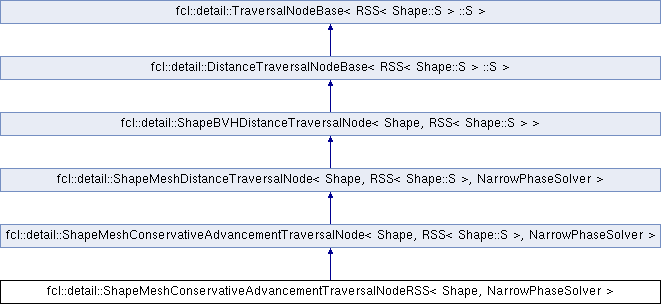 fcl::detail::TraversalNodeBase< RSS< Shape::S > ::S >
fcl::detail::DistanceTraversalNodeBase< RSS< Shape::S > ::S >
fcl::detail::ShapeBVHDistanceTraversalNode< Shape, RSS< Shape::S > >
fcl::detail::ShapeMeshDistanceTraversalNode< Shape, RSS< Shape::S >, NarrowPhaseSolver >
fcl::detail::ShapeMeshConservativeAdvancementTraversalNode< Shape, RSS< Shape::S >, NarrowPhaseSolver >
fcl::detail::ShapeMeshConservativeAdvancementTraversalNodeRSS< Shape, NarrowPhaseSolver >